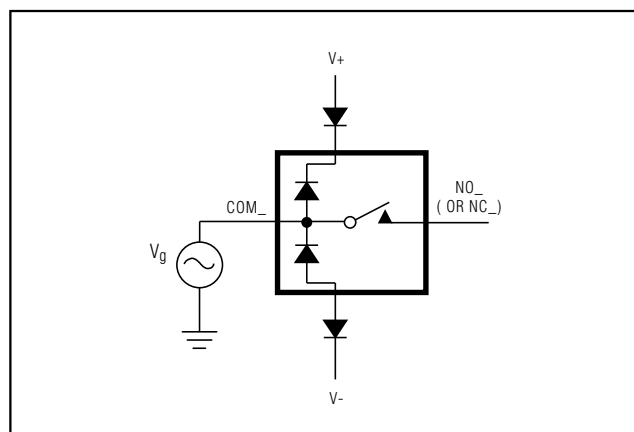 V+
COM_
NO_
( OR NC_)
Vg
V-